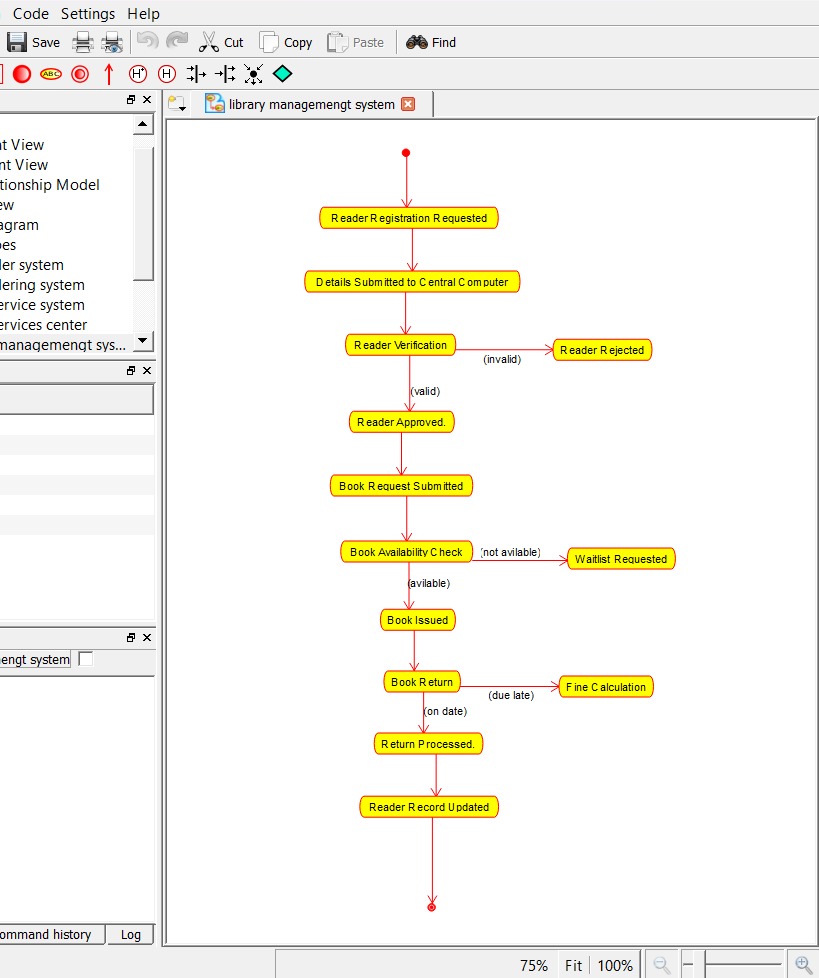 Code Settings Help
Save Cut Copy Paste Find
ABC H* H
library managemengt system
nt View
nt View
tionship Model
ew
agram
pes
der system
dering system
ervice system
ervices center
managemengt sys...
Reader Registration Requested
Details Submitted to Central Computer
Reader Verification
(invalid)
Reader Rejected
(valid)
Reader Approved.
Book Request Submitted
Book Availability Check
(not avilable)
Waitlist Requested
(avilable)
Book Issued
Book Return
(due late)
Fine Calculation
(on date)
Return Processed.
Reader Record Updated
engt system
ommand history
Log
75% Fit 100%